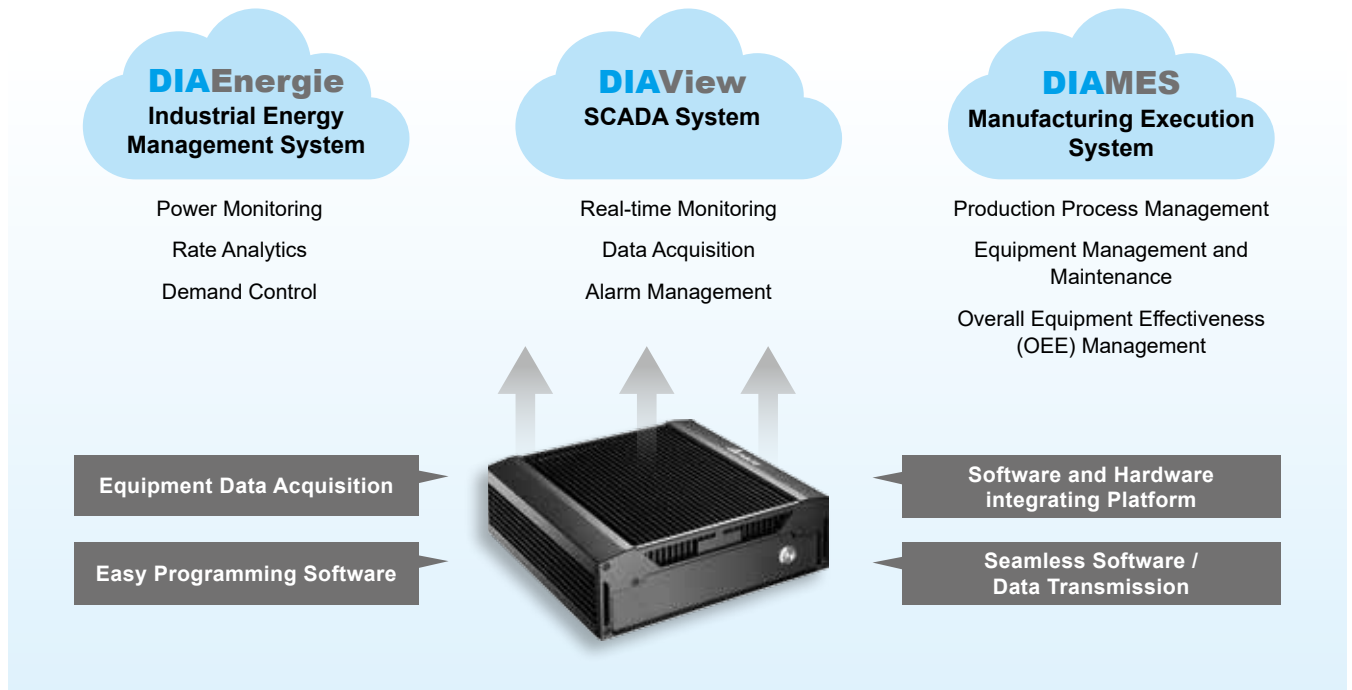 DIAEnergie
Industrial Energy
Management System
Power Monitoring
Rate Analytics
Demand Control
DIAView
SCADA System
Real-time Monitoring
Data Acquisition
Alarm Management
DIAMES
Manufacturing Execution
System
Production Process Management
Equipment Management and
Maintenance
Overall Equipment Effectiveness
(OEE) Management
Equipment Data Acquisition
Easy Programming Software
Software and Hardware
integrating Platform
Seamless Software /
Data Transmission